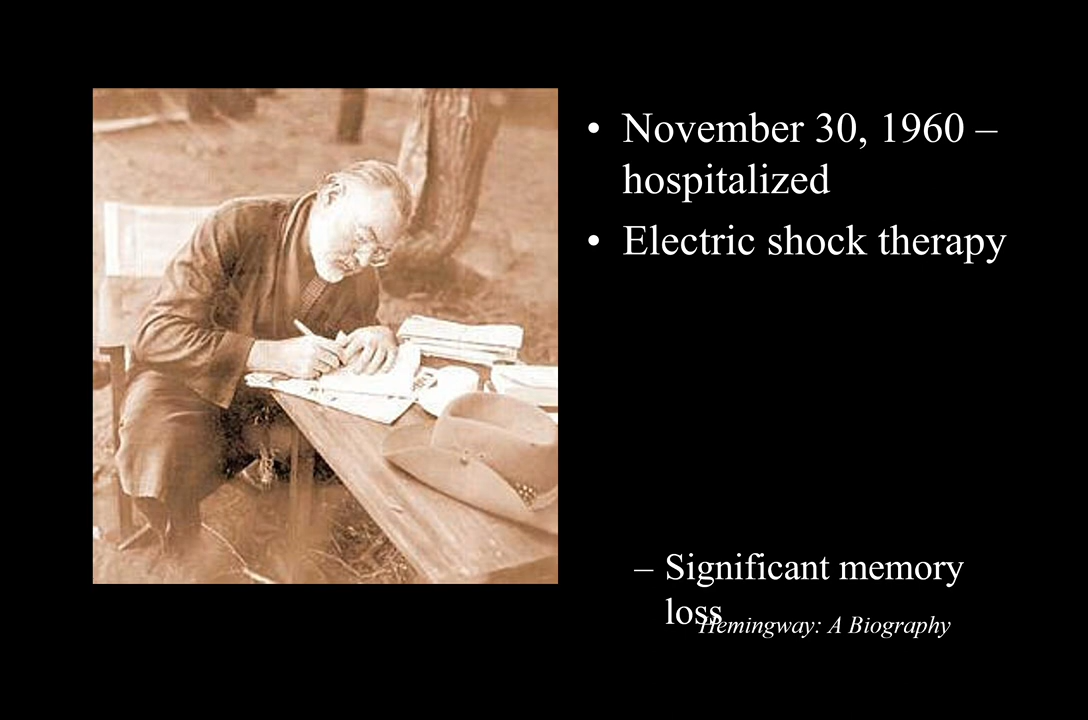 • November 30, 1960 –
hospitalized
• Electric shock therapy
– Significant memory
loss
Hemingway: A Biography